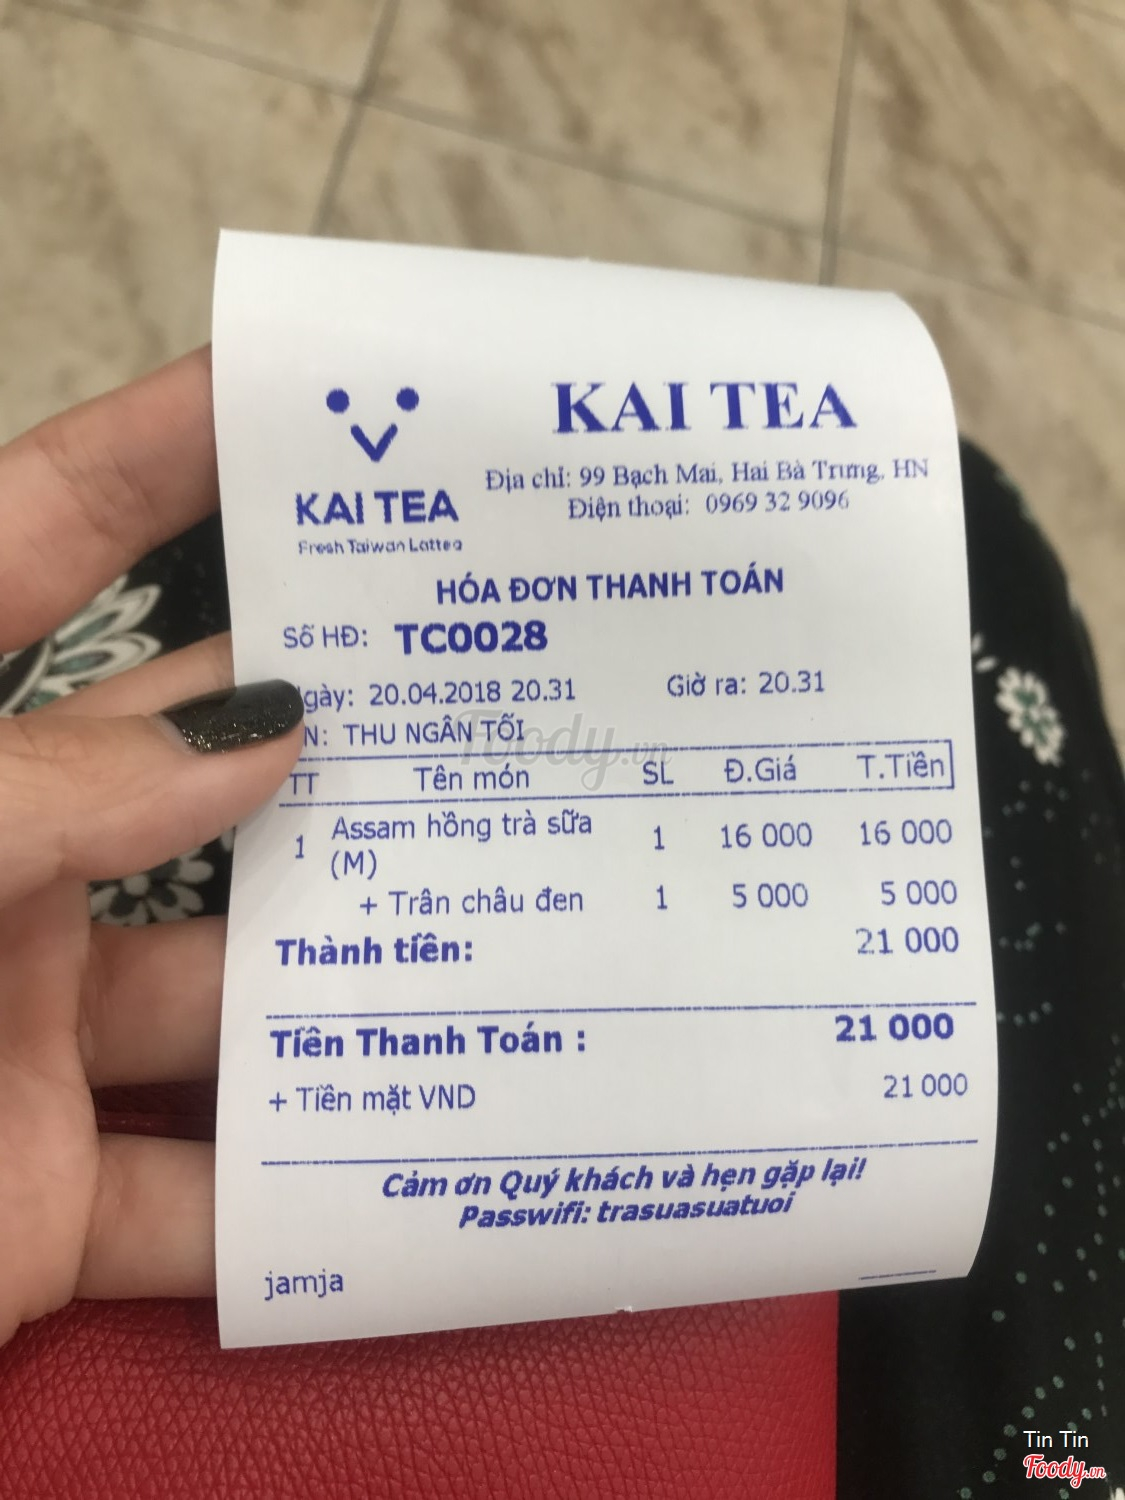 KAI TEA
Fresh Taiwan Lattea
KAI TEA
Địa chỉ: 99 Bạch Mai, Hai Bà Trưng, HN
Điện thoại: 0969 32 9096
HÓA ĐƠN THANH TOÁN
Số HĐ: TC0028
gày: 20.04.2018 20.31 Giờ ra: 20.31
N: THU NGÂN TỐI
TT Tên món SL Đ.Giá T.Tiền
1 Assam hồng trà sữa (M) 1 16 000 16 000
+ Trân châu đen 1 5 000 5 000
Thành tiền: 21 000
Tiền Thanh Toán : 21 000
+ Tiền mặt VND 21 000
Cảm ơn Quý khách và hẹn gặp lại!
Passwifi: trasuasuatuoi
jamja
Foody.vn
Tin Tin
Foody.vn